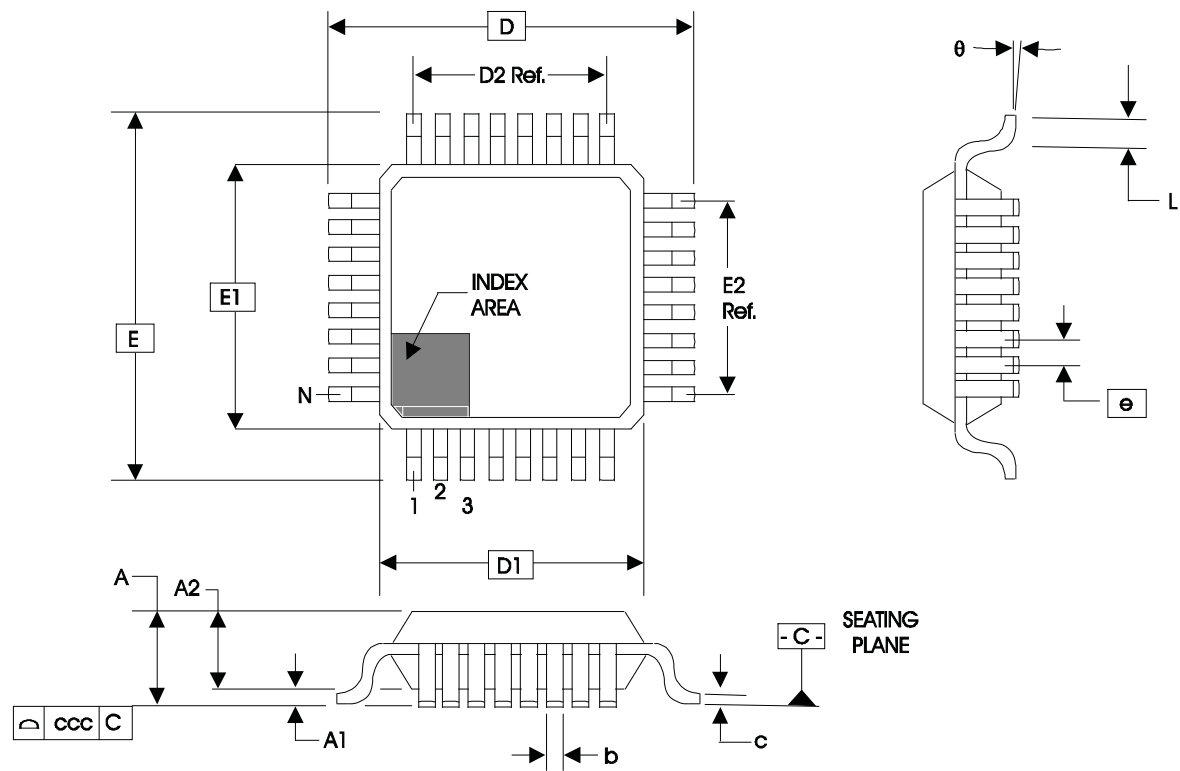 D
D2 Ref.
θ
L
E1
E
INDEX
AREA
E2
Ref.
N
e
1
2
3
D1
A
A2
- C -
SEATING
PLANE
ccc C
A1
b
c